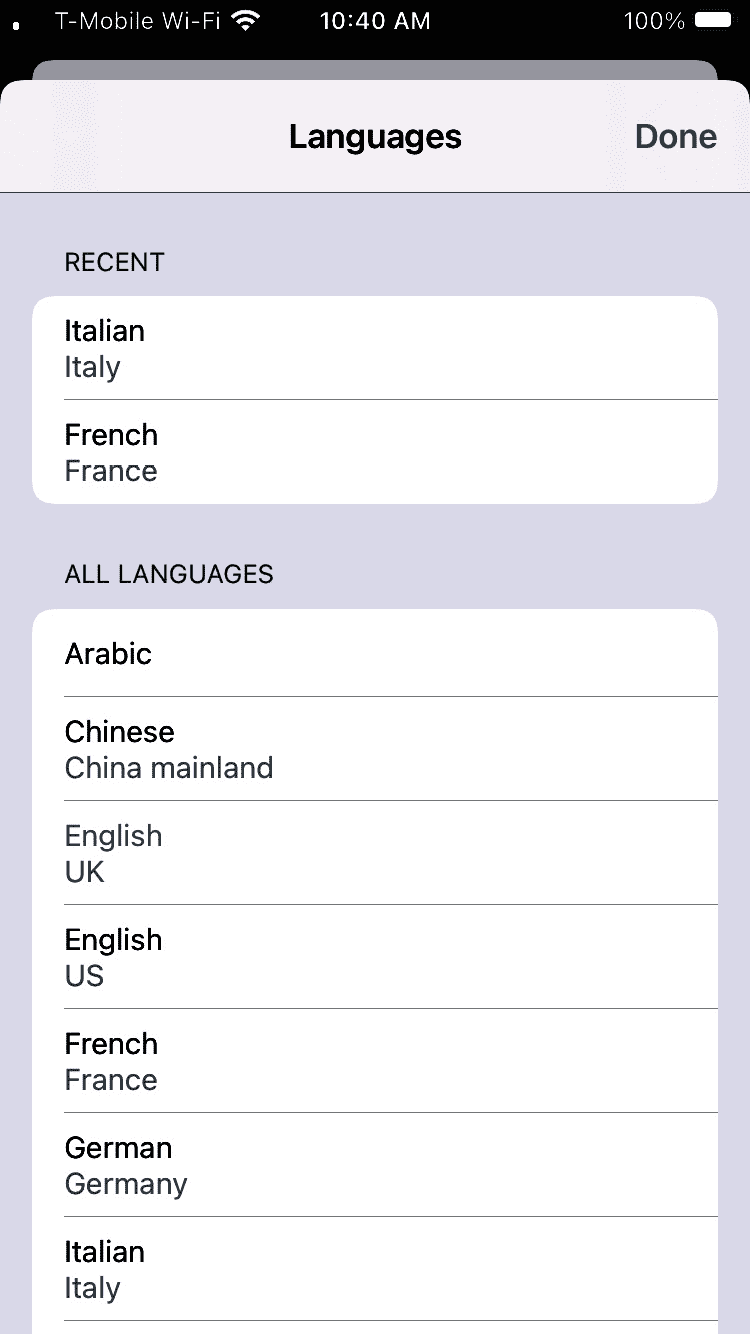 T-Mobile Wi-Fi 10:40 AM 100%
Languages Done
RECENT
Italian
Italy
French
France
ALL LANGUAGES
Arabic
Chinese
China mainland
English
UK
English
US
French
France
German
Germany
Italian
Italy